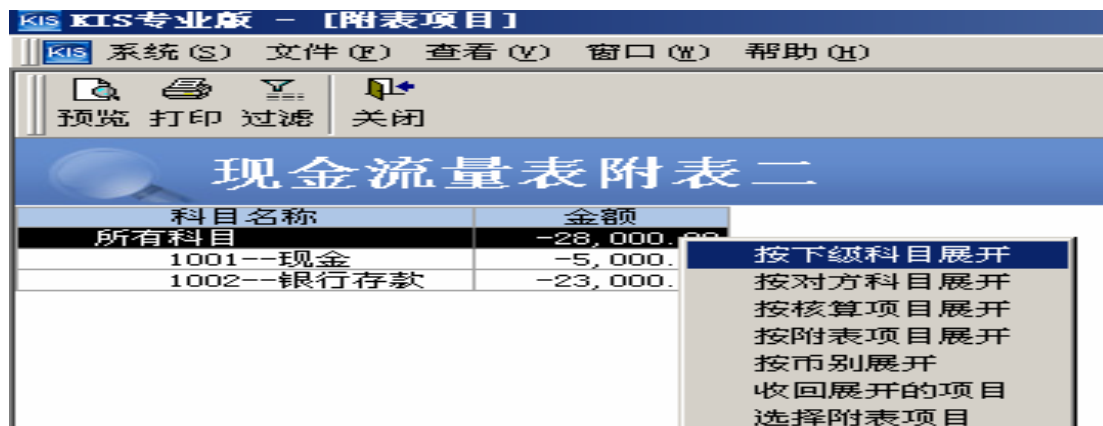 KIS KIS专业版 - [附表项目]
KIS 系统(S) 文件(F) 查看(V) 窗口(W) 帮助(H)
预览 打印 过滤 关闭
现金流量表附表二
科目名称 金额
所有科目 -28,000.00
1001--现金 -5,000.
1002--银行存款 -23,000.
按下级科目展开
按对方科目展开
按核算项目展开
按附表项目展开
按币别展开
收回展开的项目
选择附表项目